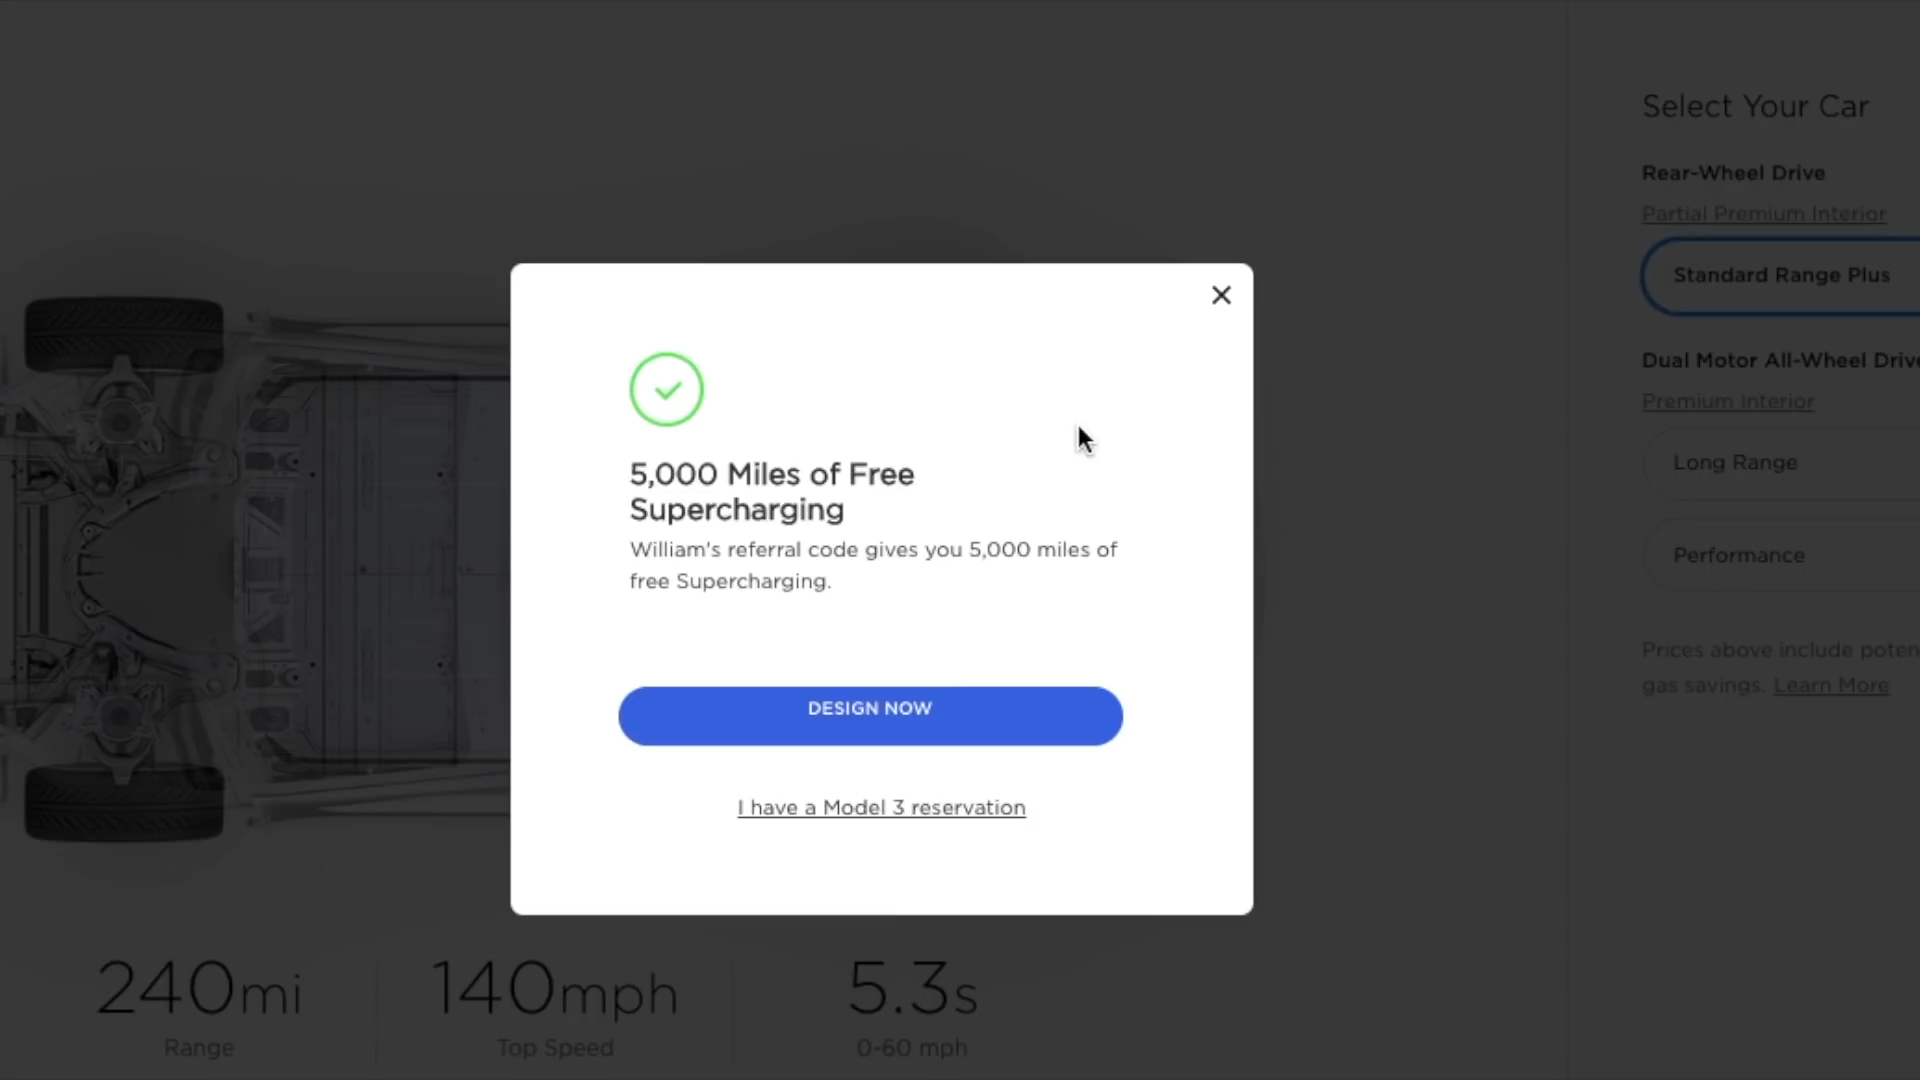 Select Your Car
Rear-Wheel Drive
Partial Premium Interior
Standard Range Plus
Dual Motor All-Wheel Drive
Premium Interior
Long Range
Performance
Prices above include
gas savings. Learn More
5,000 Miles of Free
Supercharging
William's referral code gives you 5,000 miles of
free Supercharging.
DESIGN NOW
I have a Model 3 reservation
240mi
Range
140mph
Top Speed
5.3s
0-60 mph